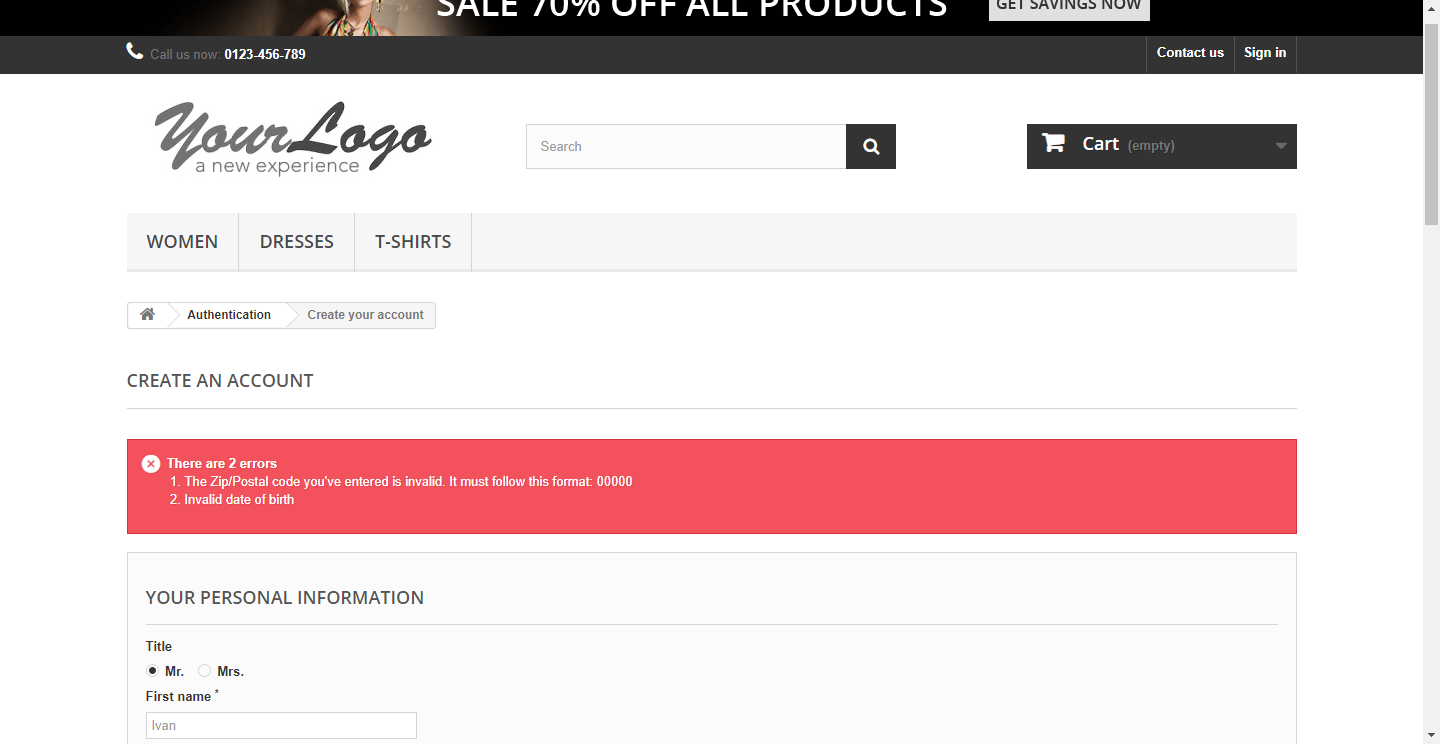 SALE 70% OFF ALL PRODUCTS GET SAVINGS NOW
Call us now: 0123-456-789 Contact us Sign in
YourLogo
a new experience
Search
Cart (empty)
WOMEN DRESSES T-SHIRTS
Authentication Create your account
CREATE AN ACCOUNT
There are 2 errors
1. The Zip/Postal code you've entered is invalid. It must follow this format: 00000
2. Invalid date of birth
YOUR PERSONAL INFORMATION
Title
Mr. Mrs.
First name *
Ivan